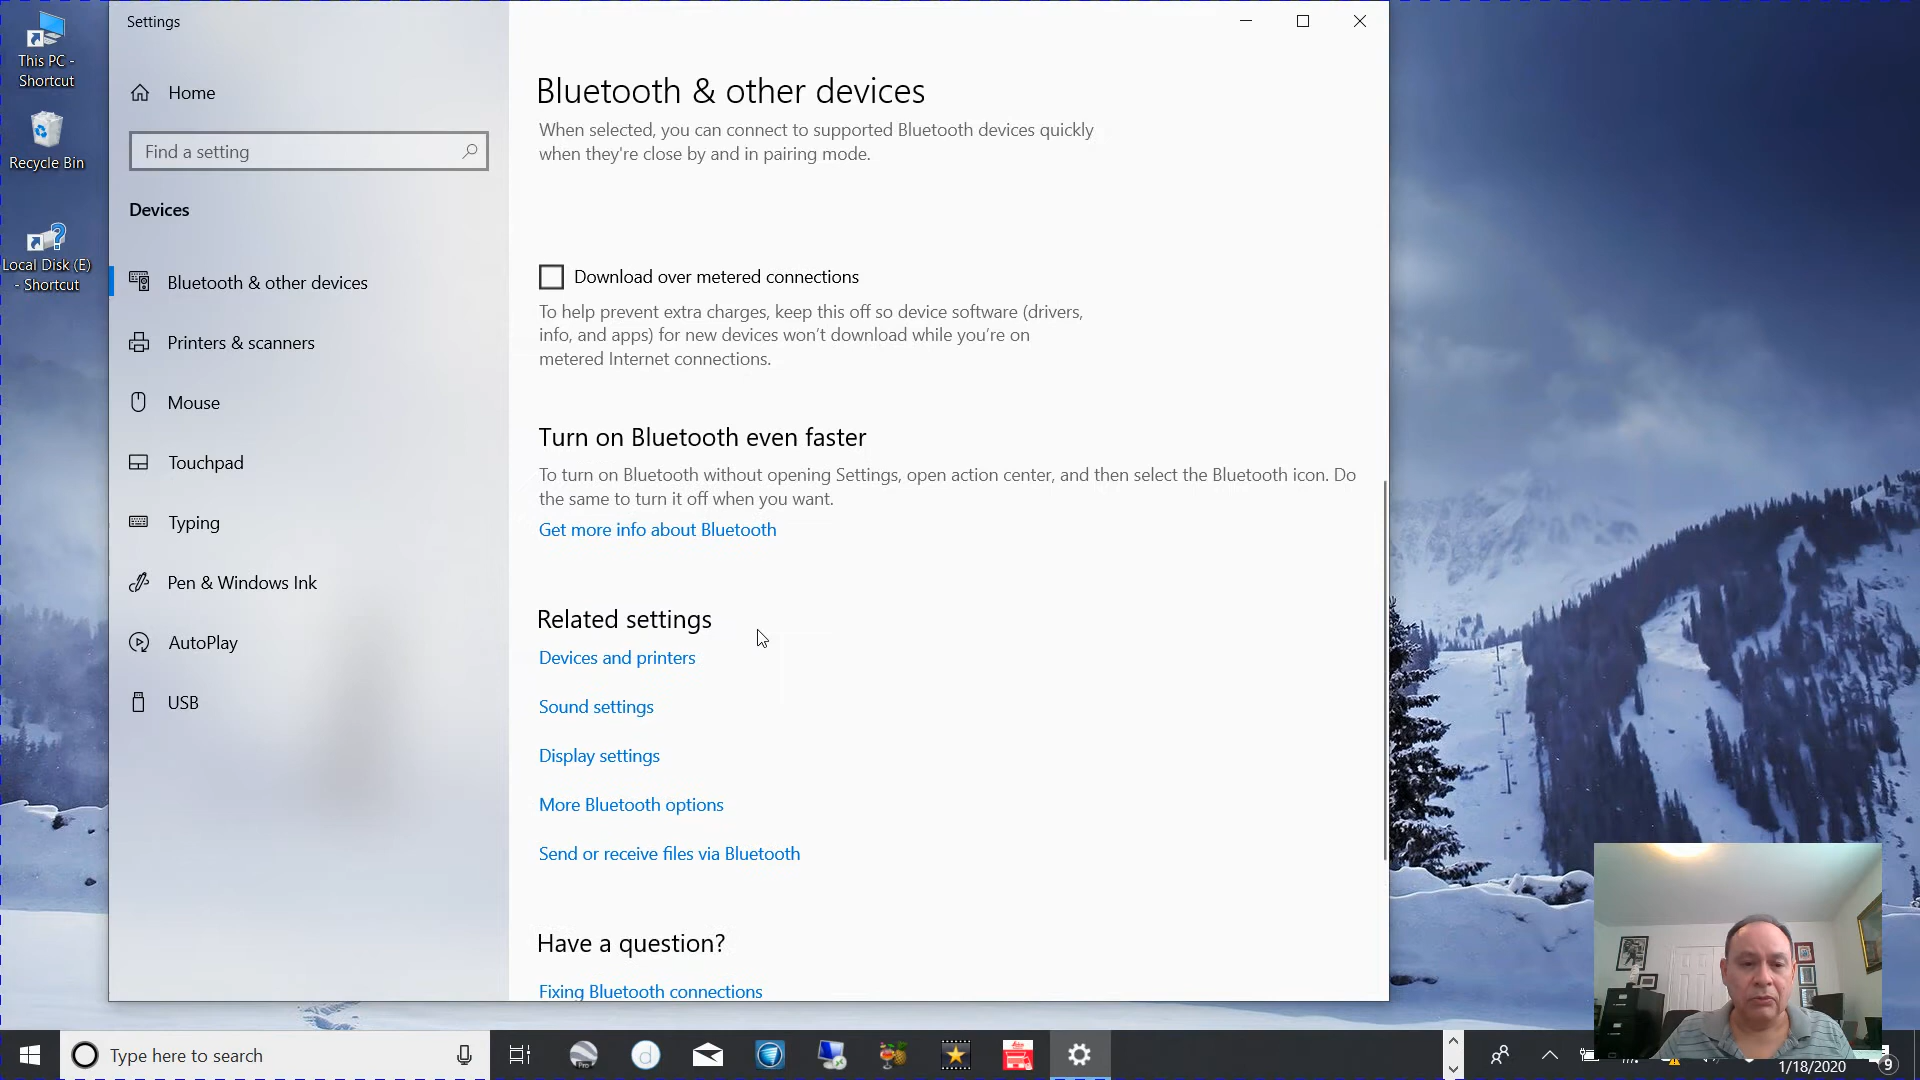 This PC -
Shortcut
Recycle Bin
Local Disk (E)
- Shortcut
Settings
Home
Find a setting
Devices
Bluetooth & other devices
Printers & scanners
Mouse
Touchpad
Typing
Pen & Windows Ink
AutoPlay
USB
Bluetooth & other devices
When selected, you can connect to supported Bluetooth devices quickly
when they're close by and in pairing mode.
Download over metered connections
To help prevent extra charges, keep this off so device software (drivers,
info, and apps) for new devices won’t download while you’re on
metered Internet connections.
Turn on Bluetooth even faster
To turn on Bluetooth without opening Settings, open action center, and then select the Bluetooth icon. Do
the same to turn it off when you want.
Get more info about Bluetooth
Related settings
Devices and printers
Sound settings
Display settings
More Bluetooth options
Send or receive files via Bluetooth
Have a question?
Fixing Bluetooth connections
Type here to search
Pro
d
1/18/2020
9